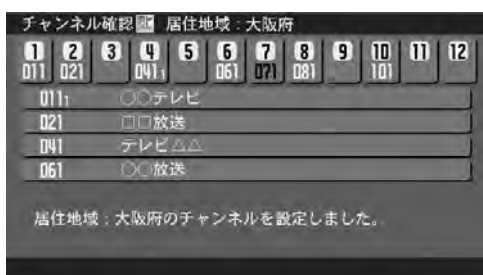 チャンネル確認 居住地域:大阪府
1 2 3 4 5 6 7 8 9 10 11 12
011 021 041₁ 061 071 081 101
011₁ ○○テレビ
021 □□放送
041 テレビ△△
061 ○○放送
居住地域:大阪府のチャンネルを設定しました。